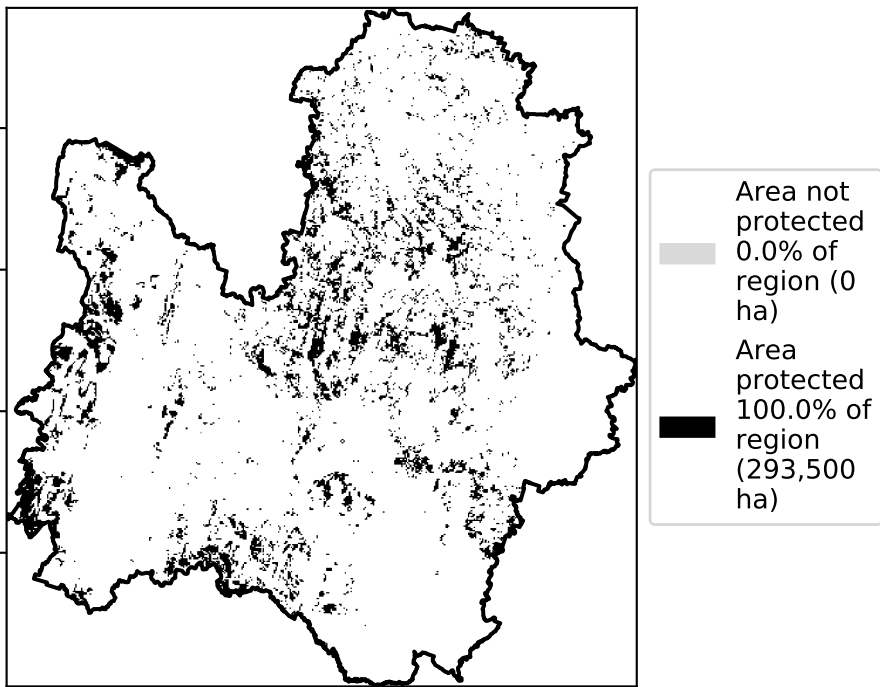 Area not
protected
0.0% of
region (0
ha)
Area
protected
100.0% of
region
(293,500
ha)